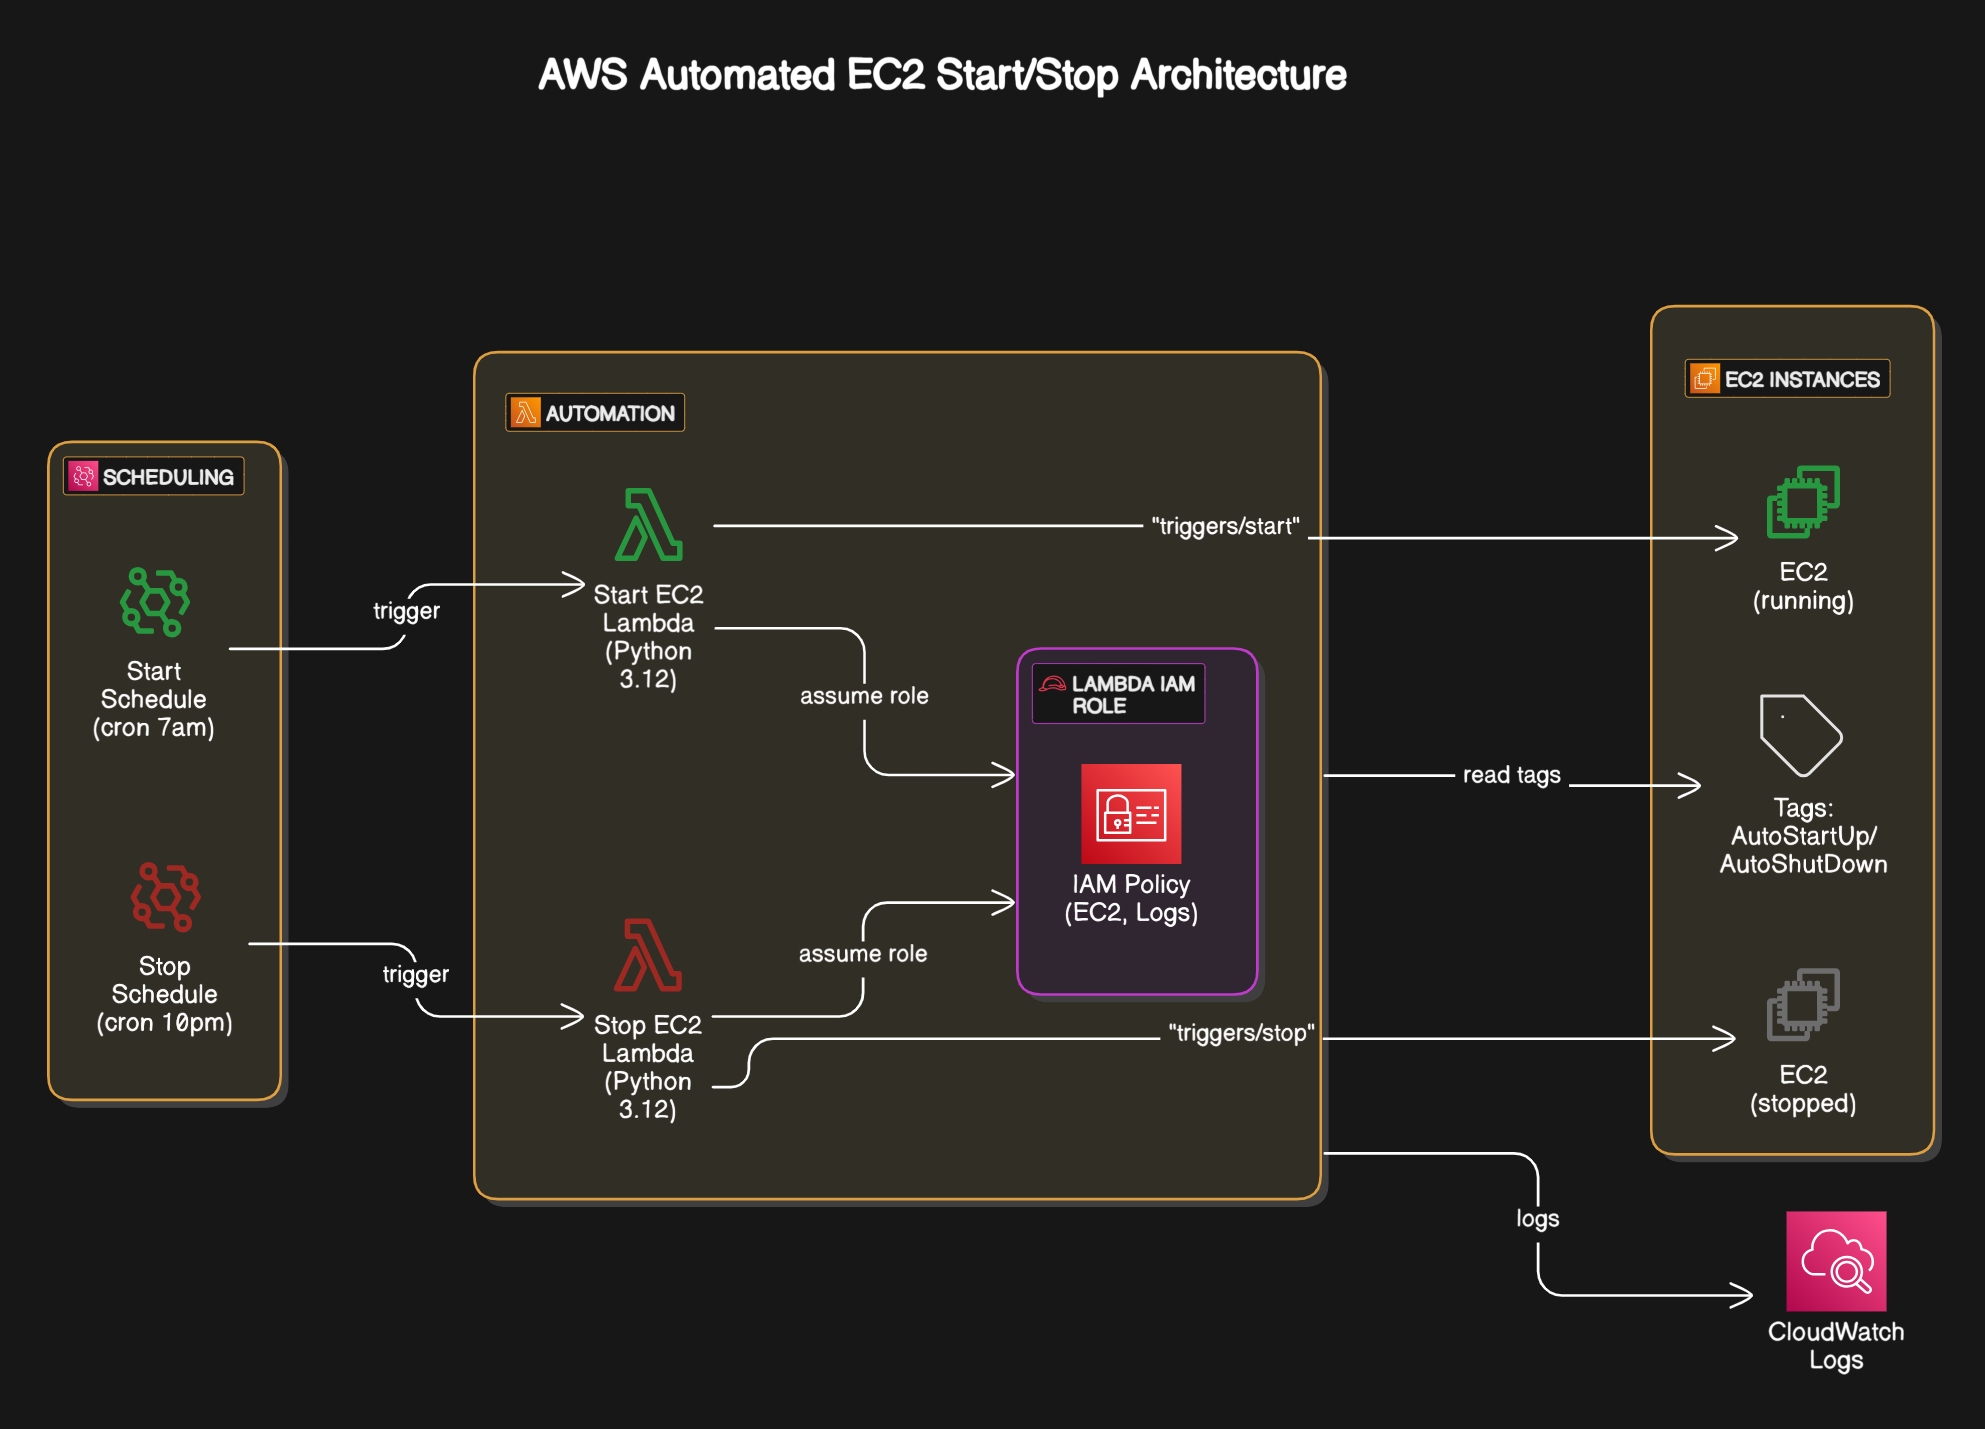 AWS Automated EC2 Start/Stop Architecture
SCHEDULING
Start
Schedule
(cron 7am)
Stop
Schedule
(cron 10pm)
trigger
trigger
AUTOMATION
Start EC2
Lambda
(Python
3.12)
Stop EC2
Lambda
(Python
3.12)
assume role
assume role
LAMBDA IAM
ROLE
IAM Policy
(EC2, Logs)
"triggers/start"
"triggers/stop"
read tags
logs
EC2 INSTANCES
EC2
(running)
Tags:
AutoStartUp/
AutoShutDown
EC2
(stopped)
CloudWatch
Logs